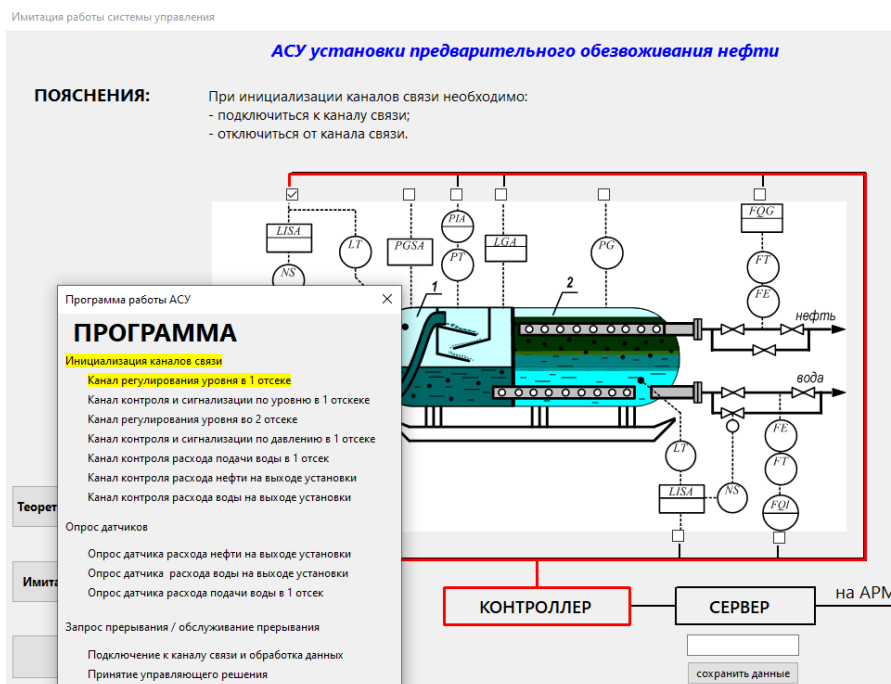 Имитация работы системы управления
АСУ установки предварительного обезвоживания нефти
ПОЯСНЕНИЯ:
При инициализации каналов связи необходимо:
- подключиться к каналу связи;
- отключиться от канала связи.
LISA
LT
NS
PGSA
PIA
PT
LGA
PG
FQG
FT
FE
1
2
нефть
вода
FE
FT
FQI
LT
LISA
NS
Программа работы АСУ
ПРОГРАММА
Инициализация каналов связи
Канал регулирования уровня в 1 отсеке
Канал контроля и сигнализации по уровню в 1 отскеке
Канал регулирования уровня во 2 отсеке
Канал контроля и сигнализации по давлению в 1 отсеке
Канал контроля расхода подачи воды в 1 отсек
Канал контроля расхода нефти на выходе установки
Канал контроля расхода воды на выходе установки
Опрос датчиков
Опрос датчика расхода нефти на выходе установки
Опрос датчика расхода воды на выходе установки
Опрос датчика расхода подачи воды в 1 отсек
Запрос прерывания / обслуживание прерывания
Подключение к каналу связи и обработка данных
Принятие управляющего решения
Теорет
Имита
КОНТРОЛЛЕР
СЕРВЕР
на АРМ
сохранить данные